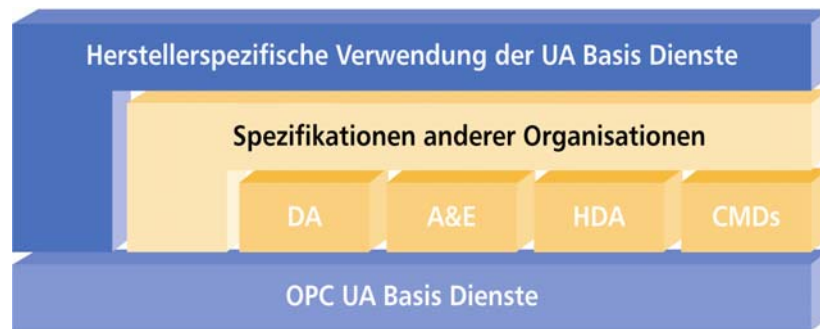 Herstellerspezifische Verwendung der UA Basis Dienste
Spezifikationen anderer Organisationen
DA
A&E
HDA
CMDs
OPC UA Basis Dienste